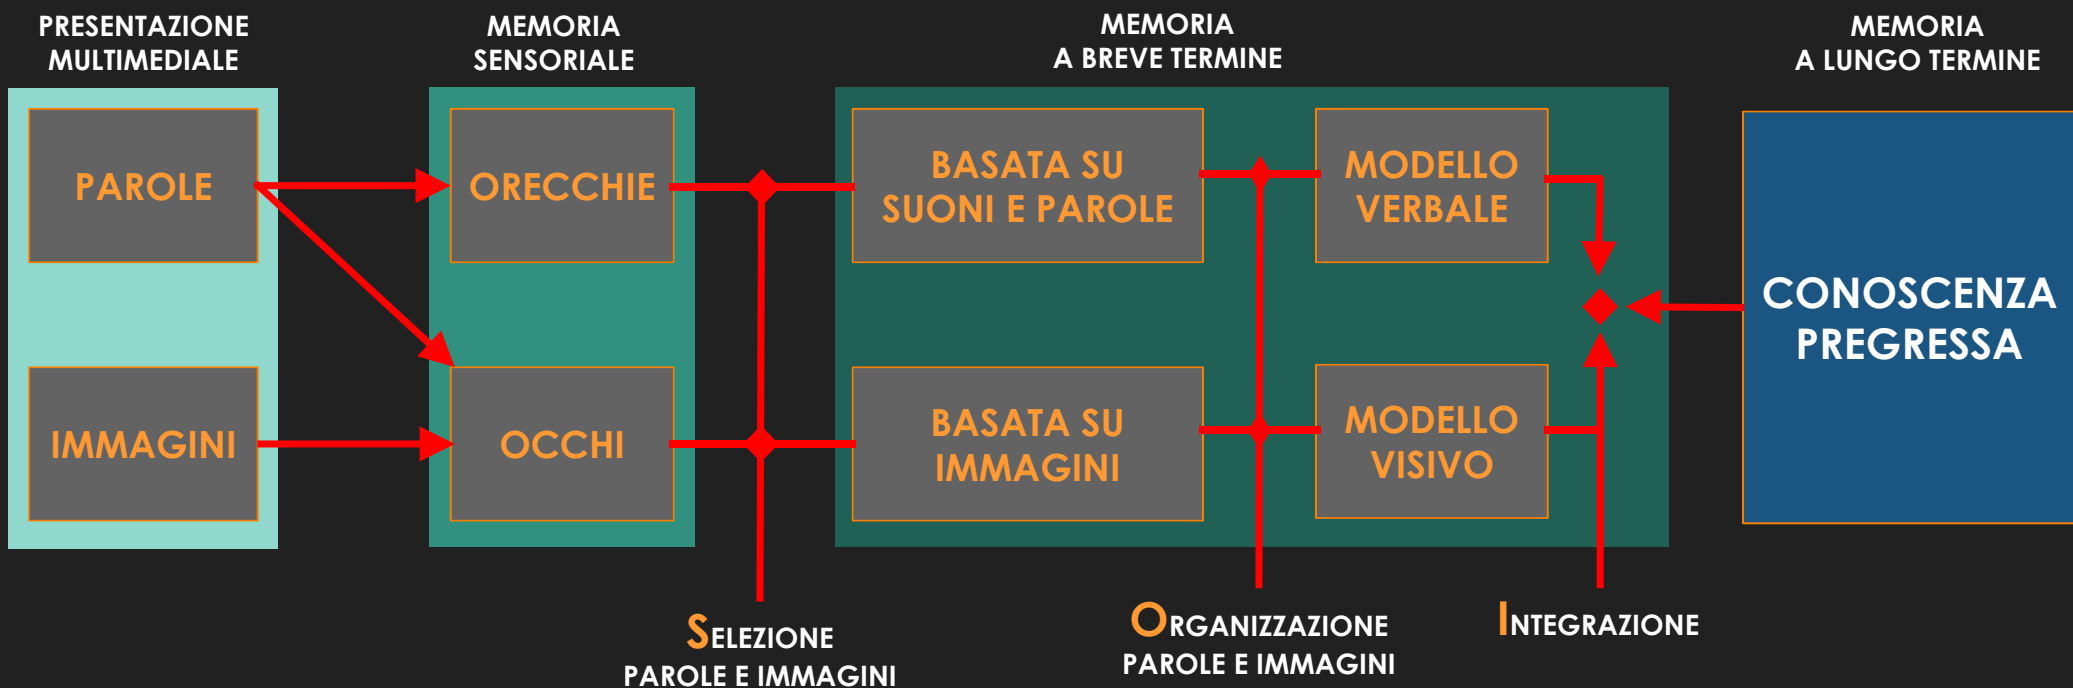 PRESENTAZIONE
MULTIMEDIALE
MEMORIA
SENSORIALE
MEMORIA
A BREVE TERMINE
MEMORIA
A LUNGO TERMINE
PAROLE
ORECCHIE
BASATA SU
SUONI E PAROLE
MODELLO
VERBALE
CONOSCENZA
PREGRESSA
IMMAGINI
OCCHI
BASATA SU
IMMAGINI
MODELLO
VISIVO
SELEZIONE
PAROLE E IMMAGINI
ORGANIZZAZIONE
PAROLE E IMMAGINI
INTEGRAZIONE